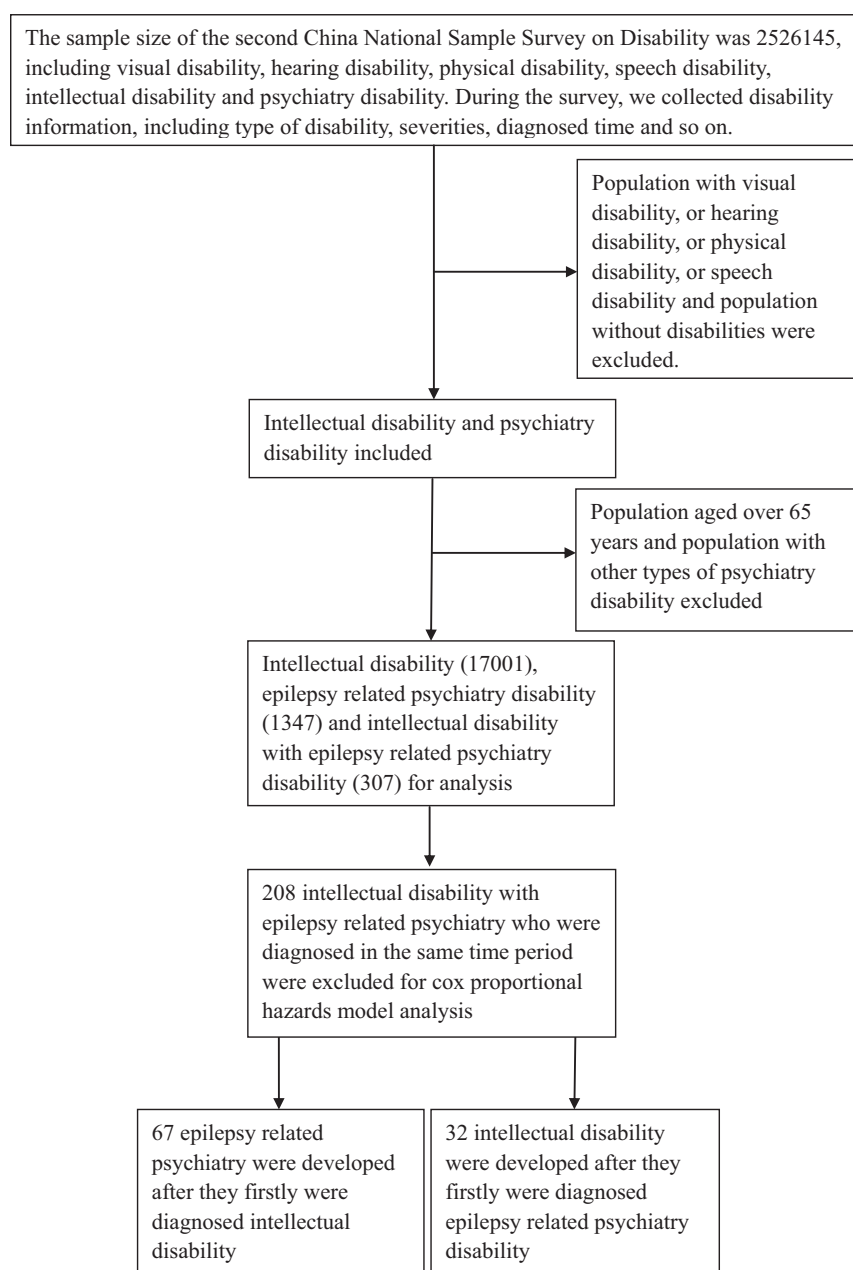 The sample size of the second China National Sample Survey on Disability was 2526145,
including visual disability, hearing disability, physical disability, speech disability,
intellectual disability and psychiatry disability. During the survey, we collected disability
information, including type of disability, severities, diagnosed time and so on.
Population with visual
disability, or hearing
disability, or physical
disability, or speech
disability and population
without disabilities were
excluded.
Intellectual disability and psychiatry
disability included
Population aged over 65
years and population with
other types of psychiatry
disability excluded
Intellectual disability (17001),
epilepsy related psychiatry disability
(1347) and intellectual disability
with epilepsy related psychiatry
disability (307) for analysis
208 intellectual disability with
epilepsy related psychiatry who were
diagnosed in the same time period
were excluded for cox proportional
hazards model analysis
67 epilepsy related
psychiatry were developed
after they firstly were
diagnosed intellectual
disability
32 intellectual disability
were developed after they
firstly were diagnosed
epilepsy related psychiatry
disability